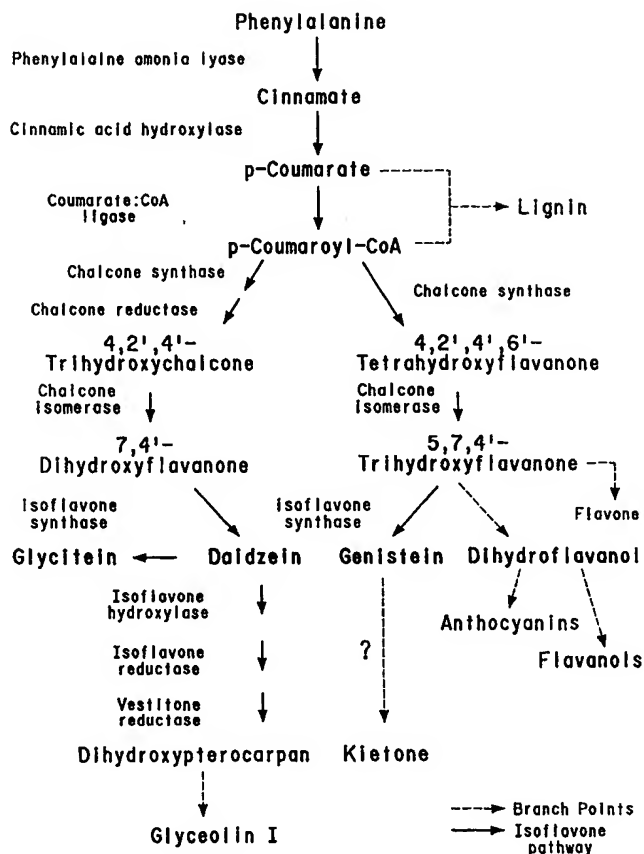 Phenylalanine
Phenylalaine amonia lyase
Cinnamate
Cinnamic acid hydroxylase
p-Coumarate
Coumarate:CoA
ligase
Lignin
p-Coumaroyl-CoA
Chalcone synthase
Chalcone reductase
Chalcone synthase
4,2',4'-
Trihydroxychalcone
4,2',4',6'-
Tetrahydroxyflavanone
Chalcone
isomerase
Chalcone
isomerase
7,4'-
Dihydroxyflavanone
5,7,4'-
Trihydroxyflavanone
Isoflavone
synthase
Isoflavone
synthase
Flavone
Glycitein
Daidzein
Genistein
Dihydroflavanol
Isoflavone
hydroxylase
Anthocyanins
Isoflavone
reductase
?
Flavanols
Vestitone
reductase
Dihydroxypterocarpan
Kietone
Glyceolin I
Branch Points
Isoflavone
pathway